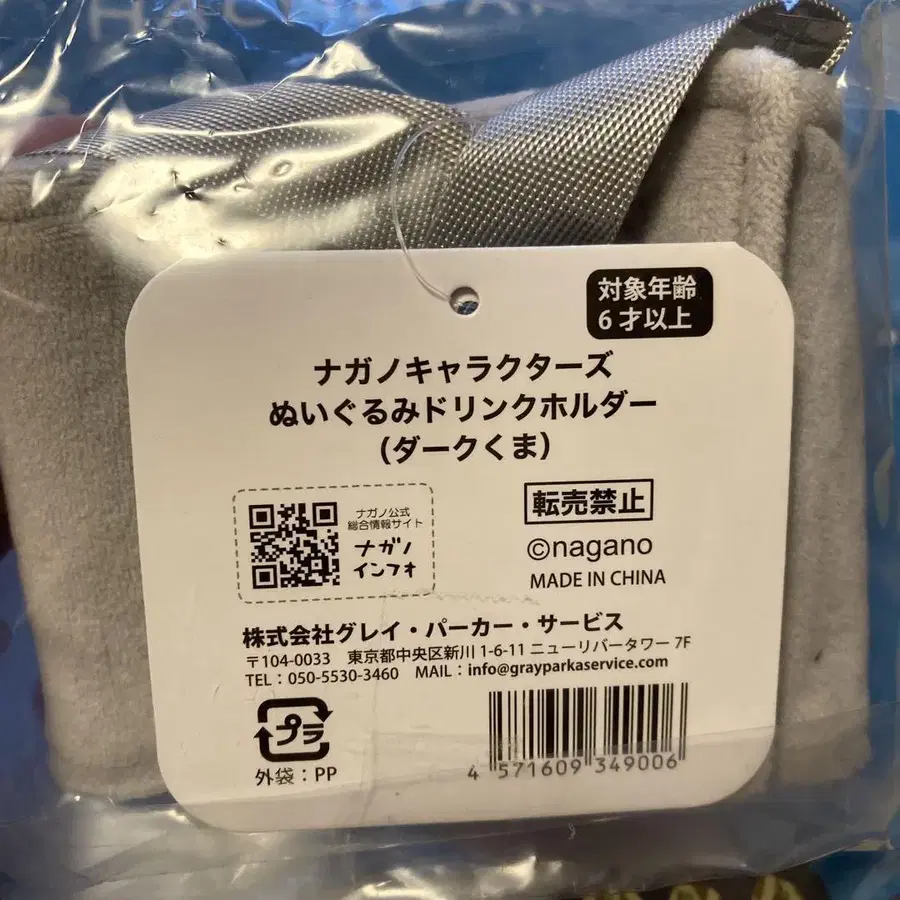 対象年齢
6才以上
ナガノキャラクターズ
ぬいぐるみドリンクホルダー
（ダークくま）
ナガノ公式
総合情報サイト
ナガノ
インフォ
転売禁止
©nagano
MADE IN CHINA
株式会社グレイ・パーカー・サービス
〒104-0033 東京都中央区新川 1-6-11 ニューリバータワー 7F
TEL：050-5530-3460 MAIL：info@grayparkaservice.com
プラ
外袋：PP
4 571609 349006